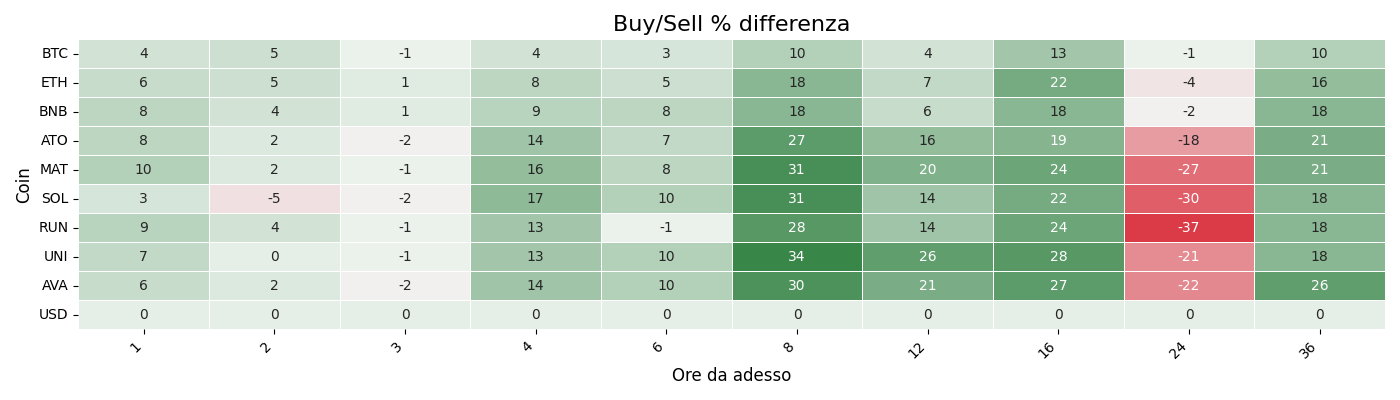 Buy/Sell % differenza
Coin
BTC 4 5 -1 4 3 10 4 13 -1 10
ETH 6 5 1 8 5 18 7 22 -4 16
BNB 8 4 1 9 8 18 6 18 -2 18
ATO 8 2 -2 14 7 27 16 19 -18 21
MAT 10 2 -1 16 8 31 20 24 -27 21
SOL 3 -5 -2 17 10 31 14 22 -30 18
RUN 9 4 -1 13 -1 28 14 24 -37 18
UNI 7 0 -1 13 10 34 26 28 -21 18
AVA 6 2 -2 14 10 30 21 27 -22 26
USD 0 0 0 0 0 0 0 0 0 0
1 2 3 4 6 8 12 16 24 36
Ore da adesso